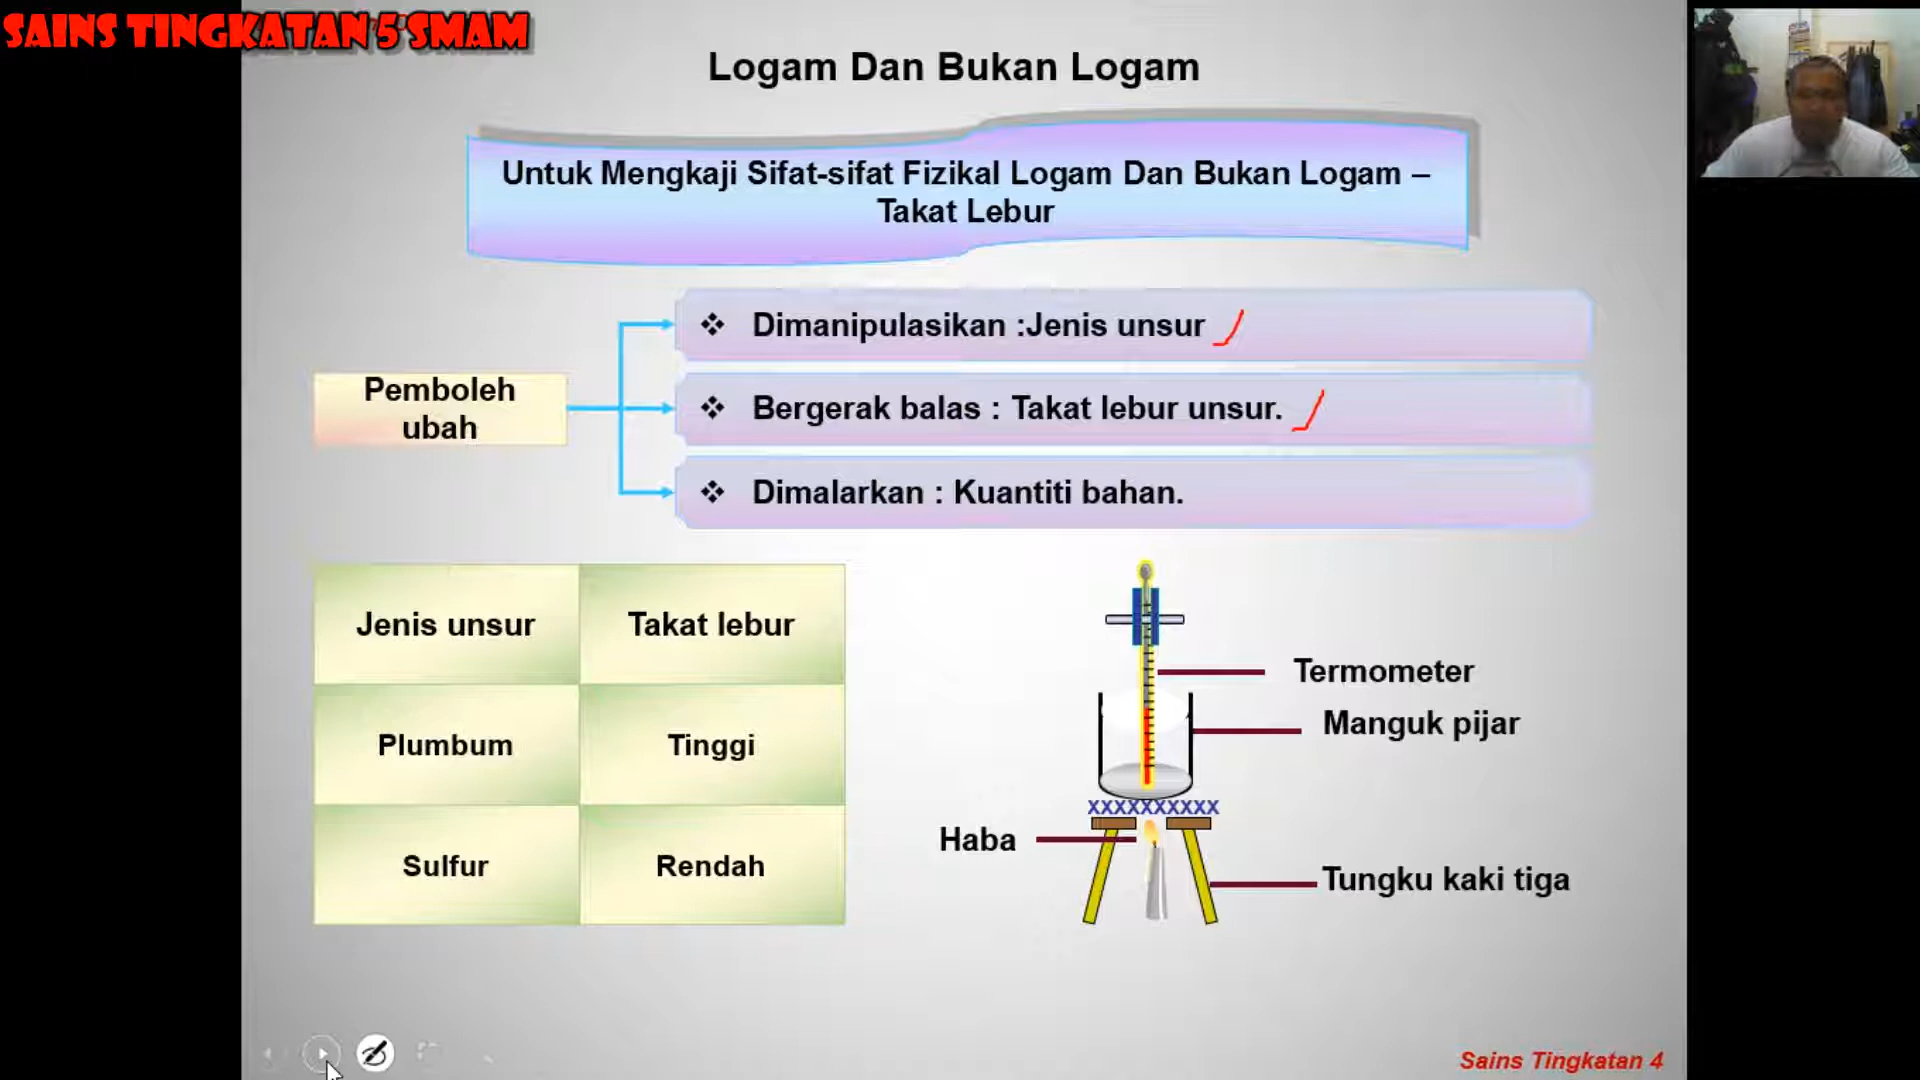 SAINS TINGKATAN 5 SMAM
Logam Dan Bukan Logam
Untuk Mengkaji Sifat-sifat Fizikal Logam Dan Bukan Logam –
Takat Lebur
Pemboleh
ubah
❖ Dimanipulasikan :Jenis unsur
❖ Bergerak balas : Takat lebur unsur.
❖ Dimalarkan : Kuantiti bahan.
Jenis unsur Takat lebur
Plumbum Tinggi
Sulfur Rendah
Termometer
Manguk pijar
XXXXXXXXXX
Haba
Tungku kaki tiga
Sains Tingkatan 4